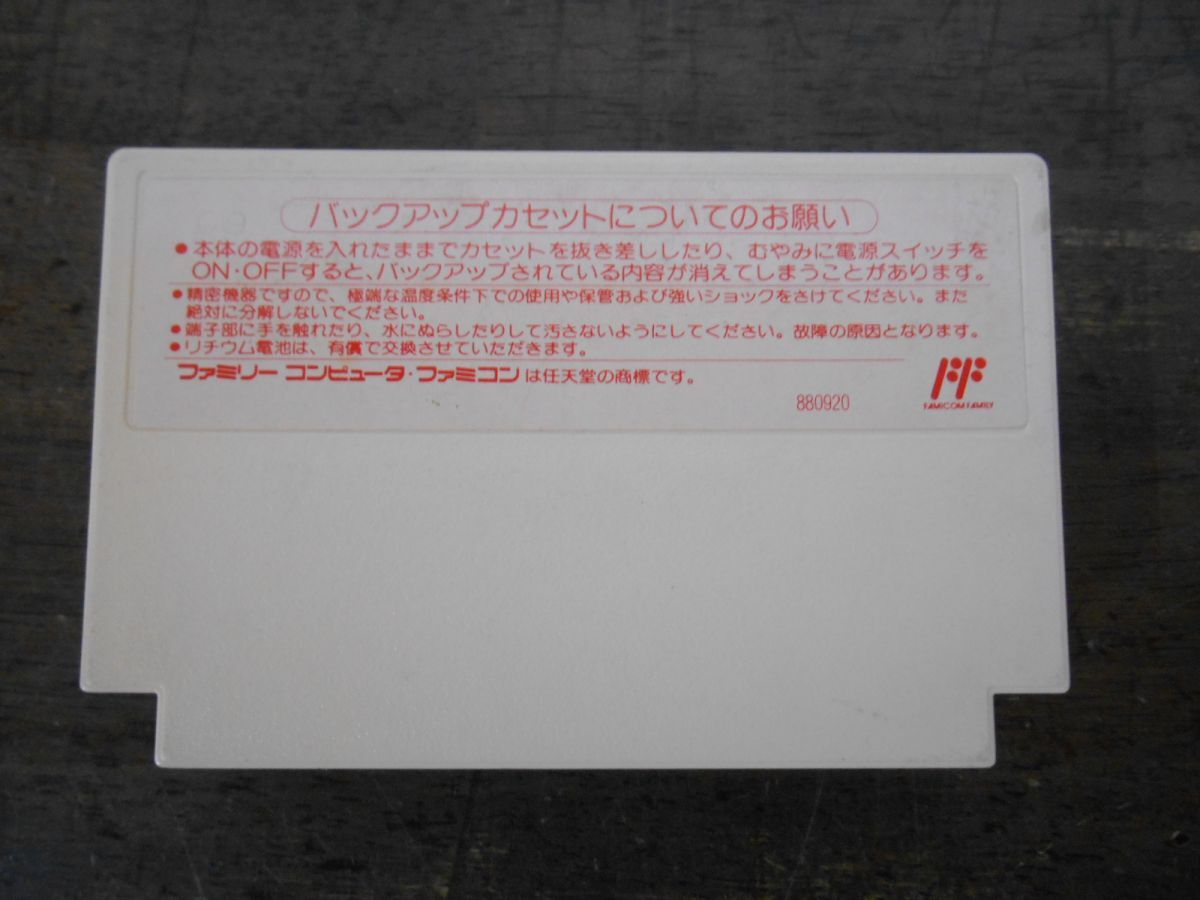 バックアップカセットについてのお願い
●本体の電源を入れたままでカセットを抜き差ししたり、むやみに電源スイッチを
ON・OFFすると、バックアップされている内容が消えてしまうことがあります。
●精密機器ですので、極端な温度条件下での使用や保管および強いショックをさけてください。また
絶対に分解しないでください。
●端子部に手を触れたり、水にぬらしたりして汚さないようにしてください。故障の原因となります。
●リチウム電池は、有償で交換させていただきます。
ファミリー コンピュータ・ファミコンは任天堂の商標です。
880920
FAMICOM FAMILY